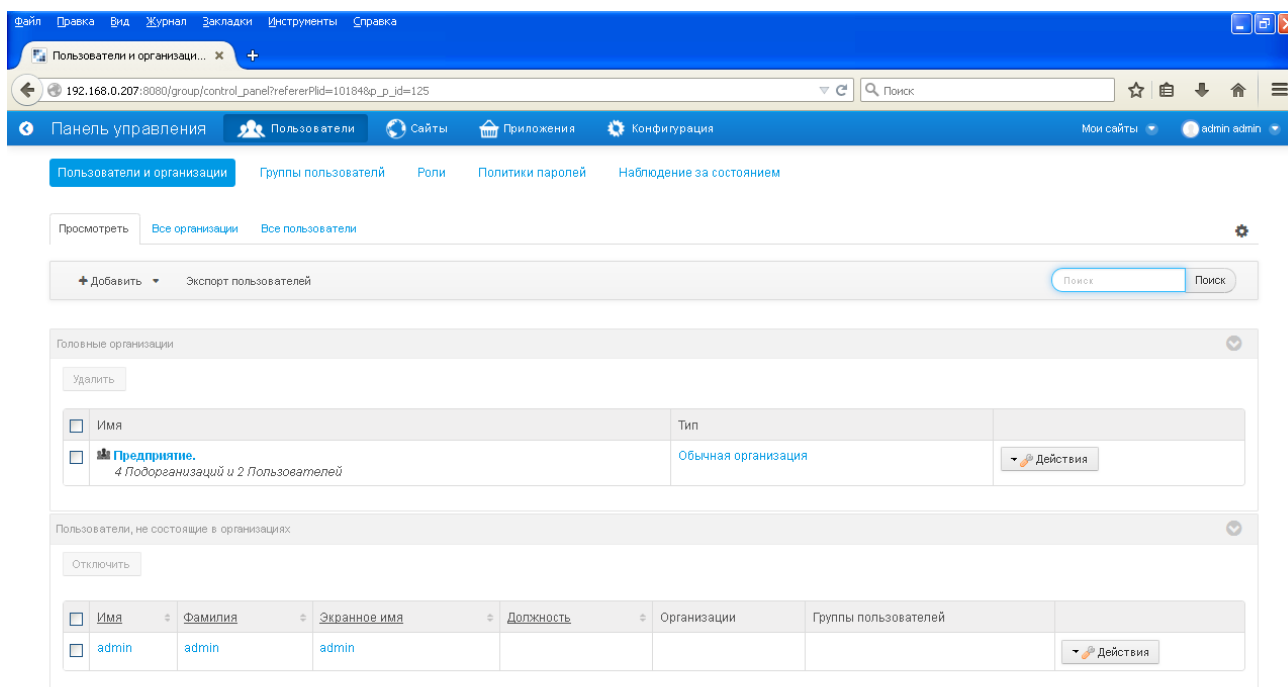 Файл Правка Вид Журнал Закладки Инструменты Справка
Пользователи и организаци...
192.168.0.207:8080/group/control_panel?refererPlid=10184&p_p_id=125 Поиск
Панель управления Пользователи Сайты Приложения Конфигурация Мои сайты admin admin
Пользователи и организации Группы пользователй Роли Политики паролей Наблюдение за состоянием
Просмотреть Все организации Все пользователи
Добавить Экспорт пользователей Поиск Поиск
Головные организации
Удалить
Имя Тип
Предприятие. Обычная организация Действия
4 Подорганизаций и 2 Пользователей
Пользователи, не состоящие в организациях
Отключить
Имя Фамилия Экранное имя Должность Организации Группы пользователей
admin admin admin Действия